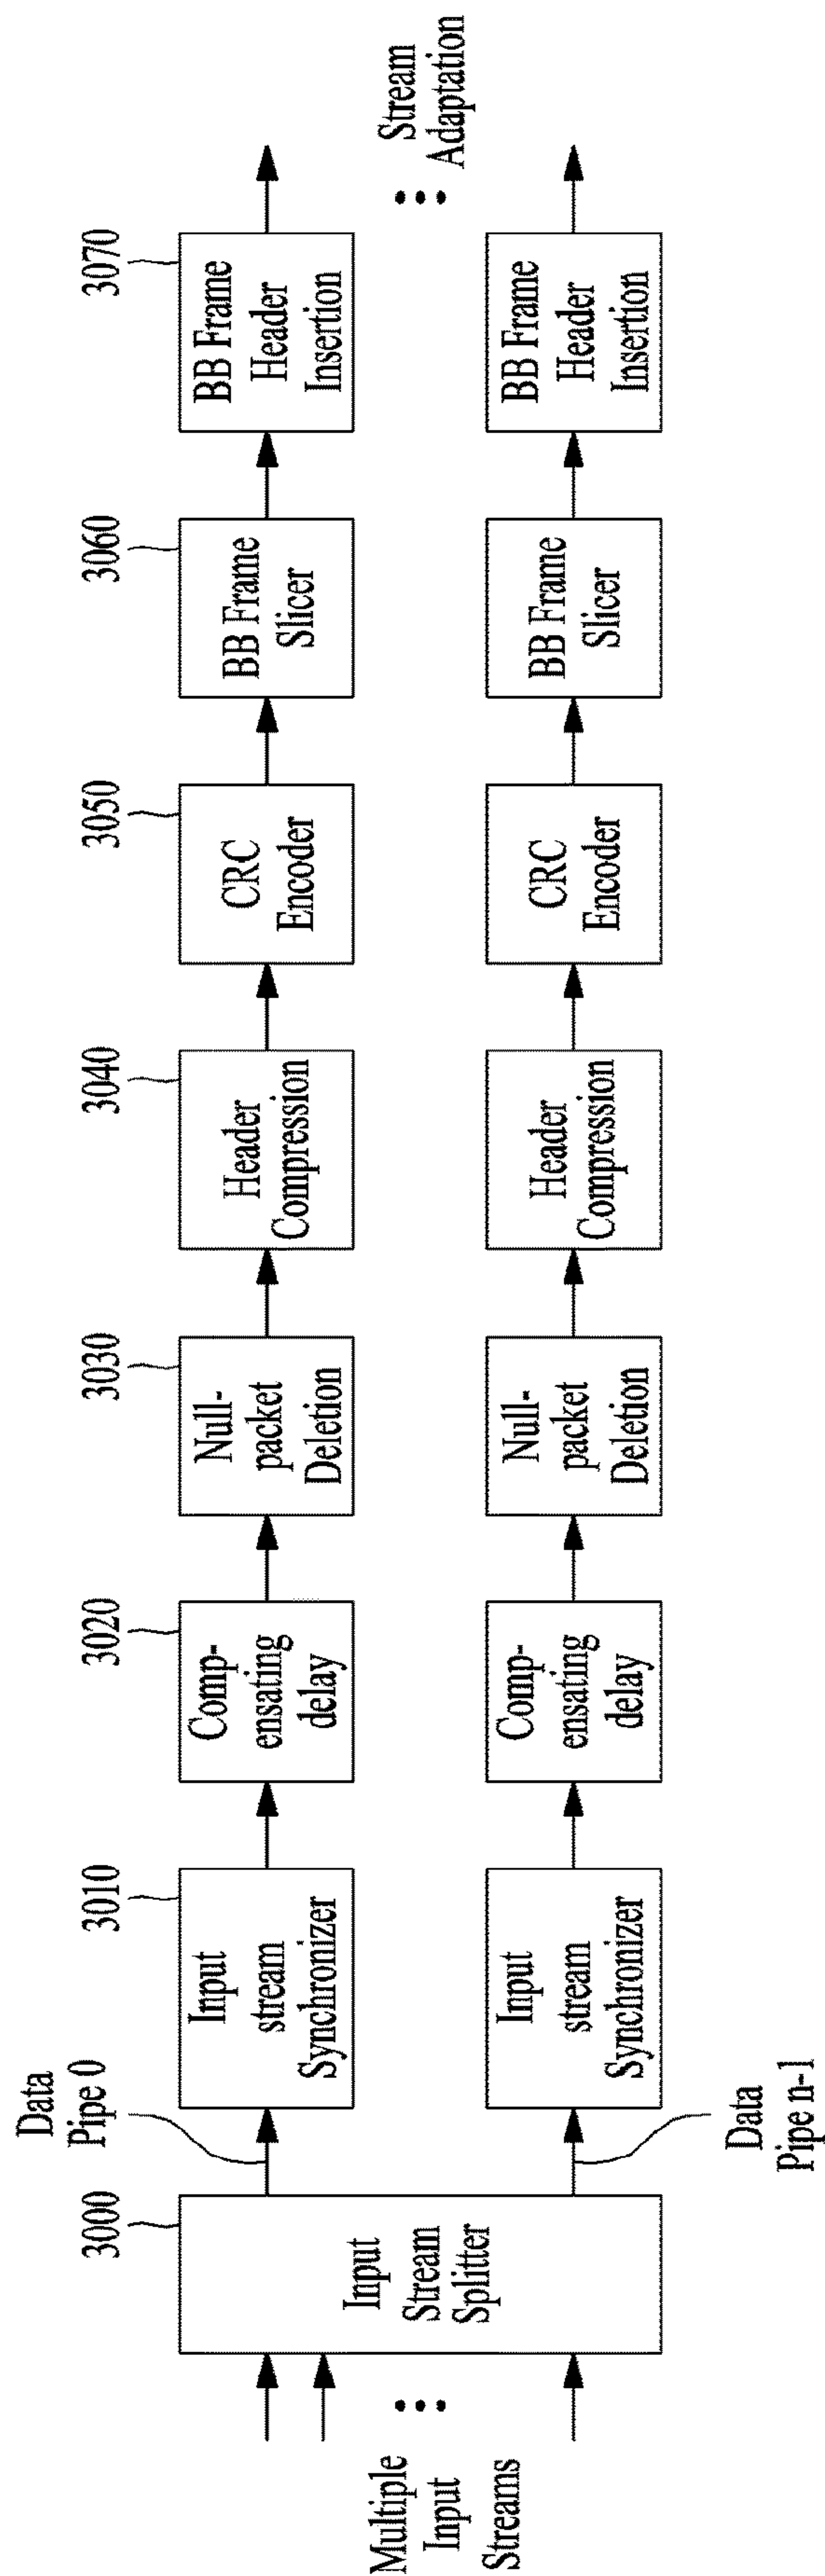 Multiple
Input
Streams
3000
Input
Stream
Splitter
Data
Pipe 0
3010
Input
stream
Synchronizer
3020
Comp-
ensating
delay
3030
Null-
packet
Deletion
3040
Header
Compression
3050
CRC
Encoder
3060
BB Frame
Slicer
3070
BB Frame
Header
Insertion
Data
Pipe n-1
Input
stream
Synchronizer
Comp-
ensating
delay
Null-
packet
Deletion
Header
Compression
CRC
Encoder
BB Frame
Slicer
BB Frame
Header
Insertion
Stream
Adaptation